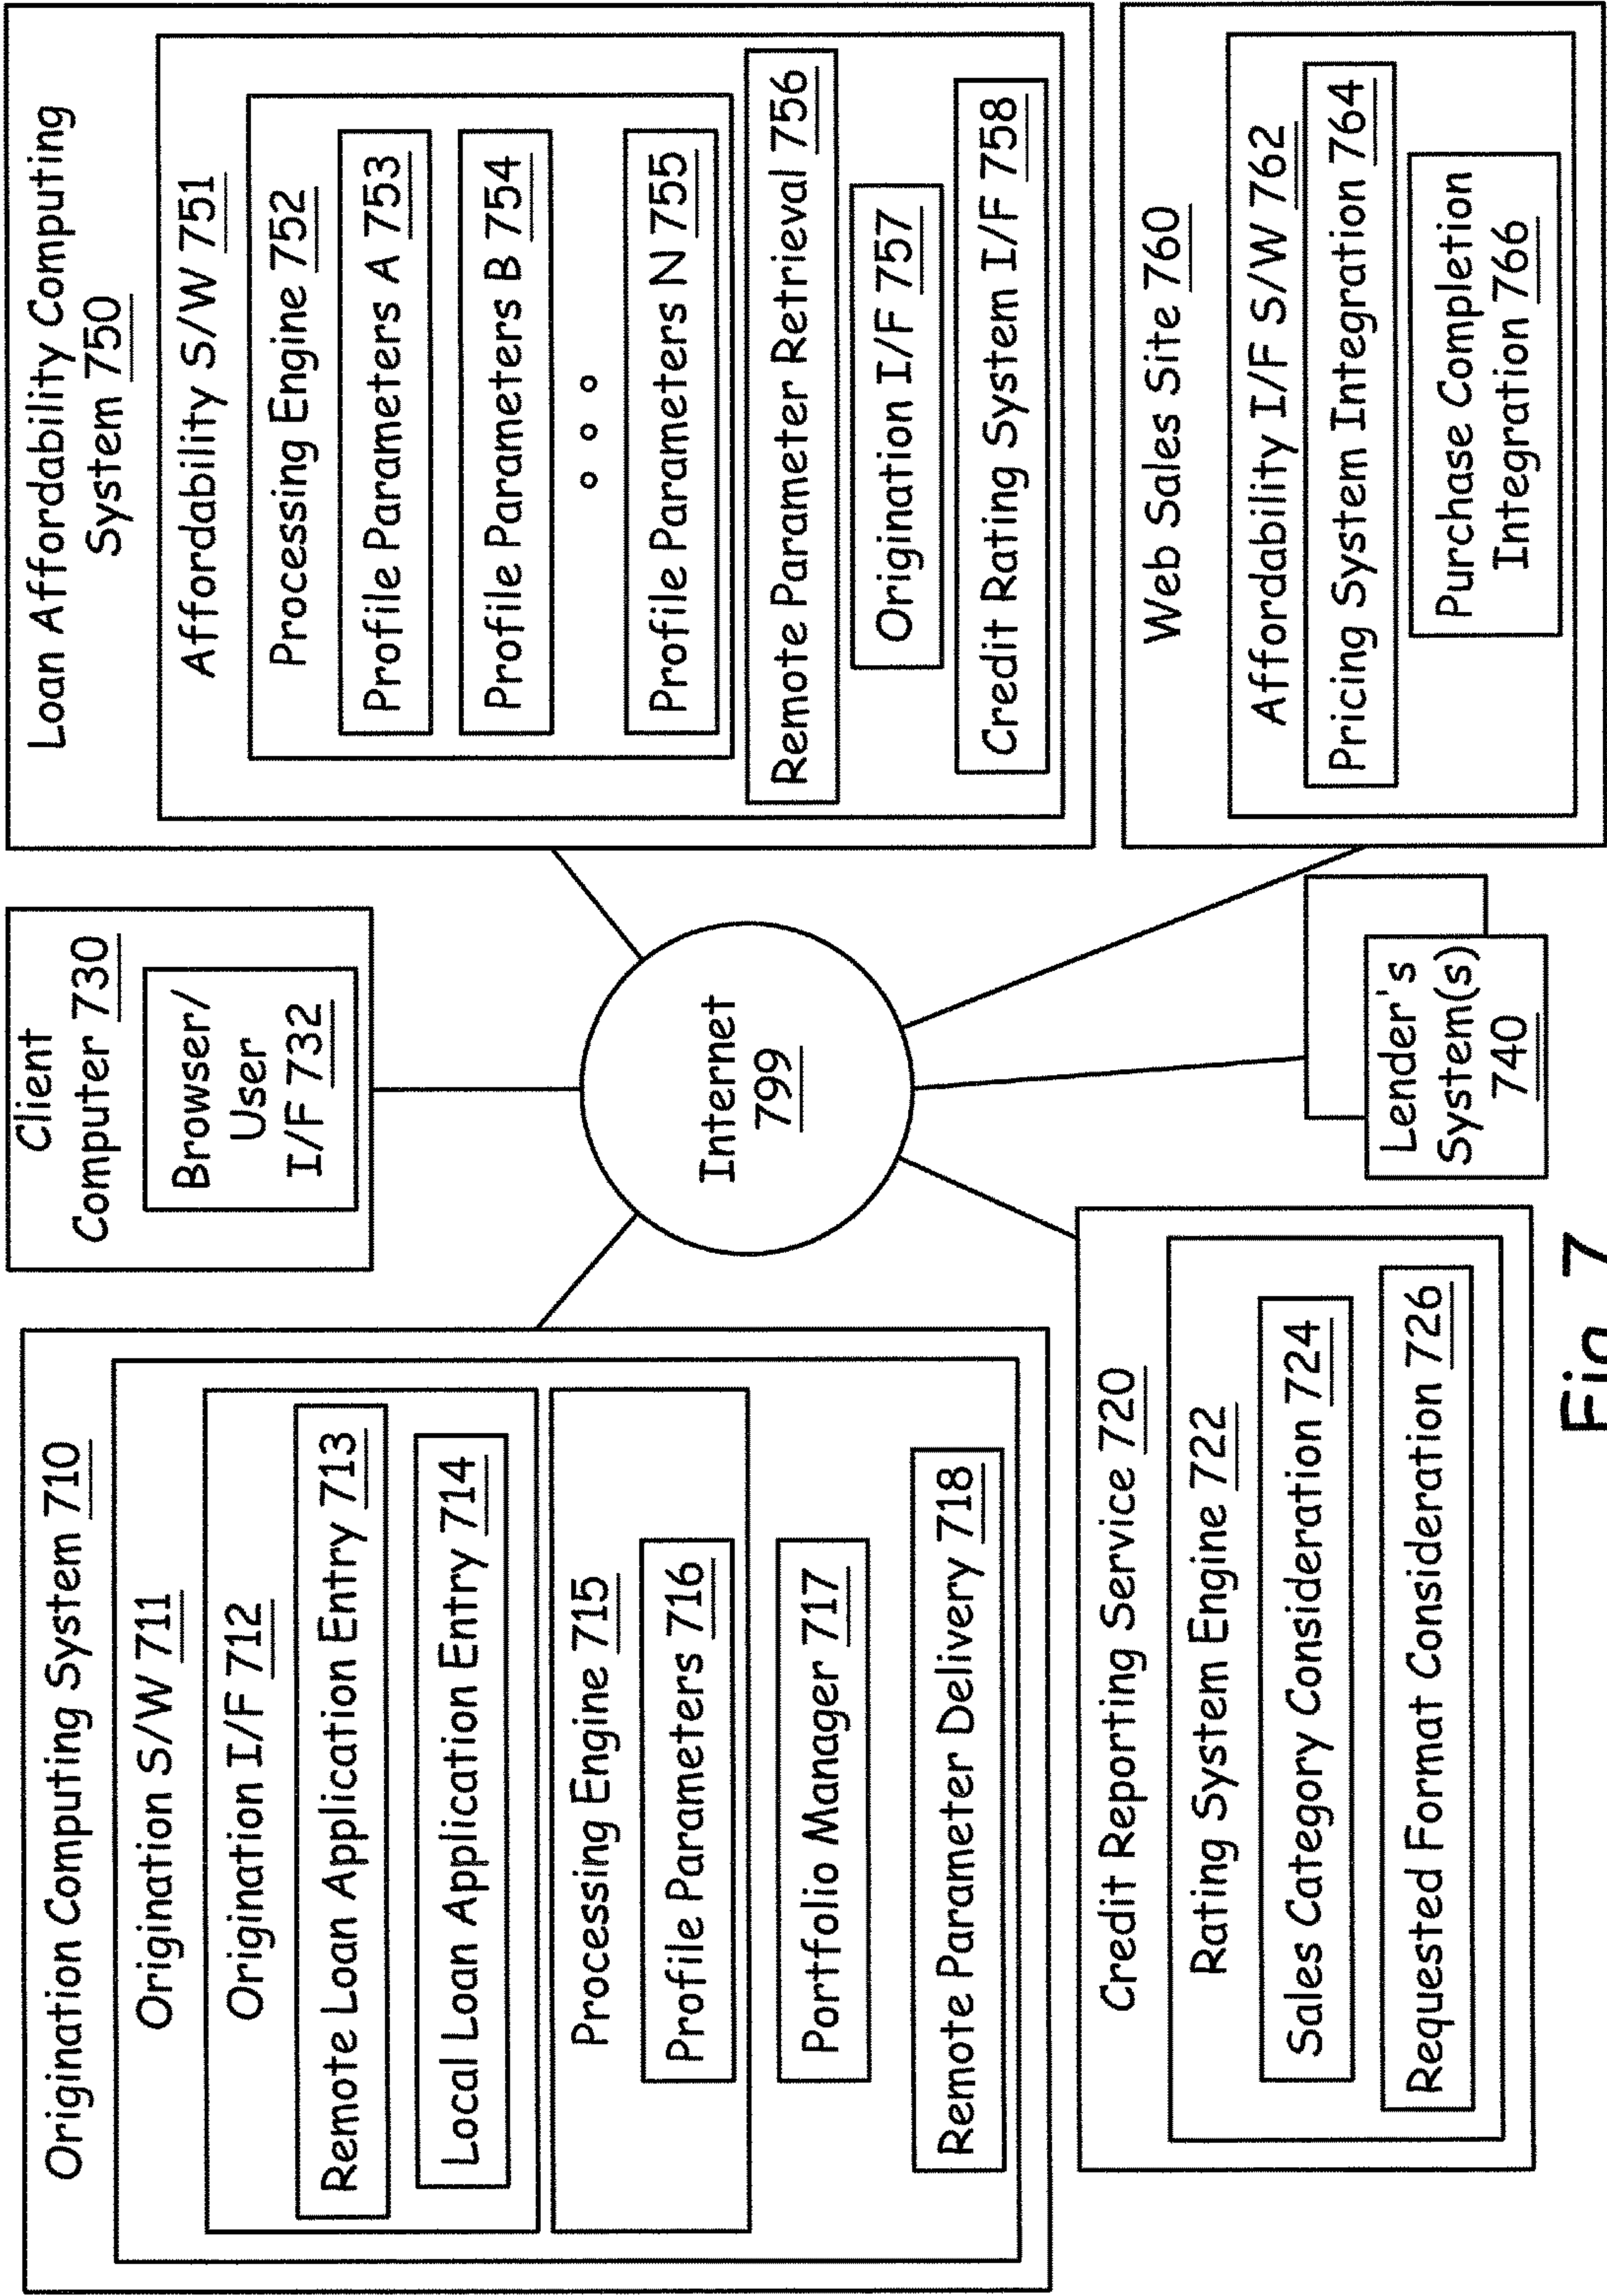 Origination Computing System 710
Origination S/W 711
Origination I/F 712
Remote Loan Application Entry 713
Local Loan Application Entry 714
Processing Engine 715
Profile Parameters 716
Portfolio Manager 717
Remote Parameter Delivery 718
Credit Reporting Service 720
Rating System Engine 722
Sales Category Consideration 724
Requested Format Consideration 726
Client
Computer 730
Browser/
User
I/F 732
Internet
799
Lender's
System(s)
740
Loan Affordability Computing
System 750
Affordability S/W 751
Processing Engine 752
Profile Parameters A 753
Profile Parameters B 754
Profile Parameters N 755
Remote Parameter Retrieval 756
Origination I/F 757
Credit Rating System I/F 758
Web Sales Site 760
Affordability I/F S/W 762
Pricing System Integration 764
Purchase Completion
Integration 766
Fig. 7